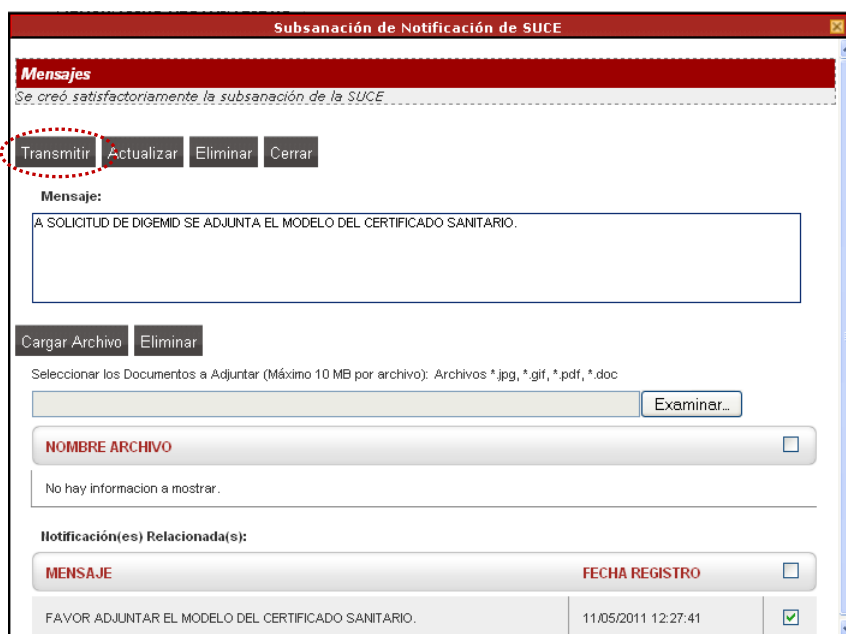 Subsanación de Notificación de SUCE
Mensajes
Se creó satisfactoriamente la subsanación de la SUCE
Transmitir Actualizar Eliminar Cerrar
Mensaje:
A SOLICITUD DE DIGEMID SE ADJUNTA EL MODELO DEL CERTIFICADO SANITARIO.
Cargar Archivo Eliminar
Seleccionar los Documentos a Adjuntar (Máximo 10 MB por archivo): Archivos *.jpg, *.gif, *.pdf, *.doc
Examinar...
NOMBRE ARCHIVO
No hay informacion a mostrar.
Notificación(es) Relacionada(s):
MENSAJE FECHA REGISTRO
FAVOR ADJUNTAR EL MODELO DEL CERTIFICADO SANITARIO. 11/05/2011 12:27:41